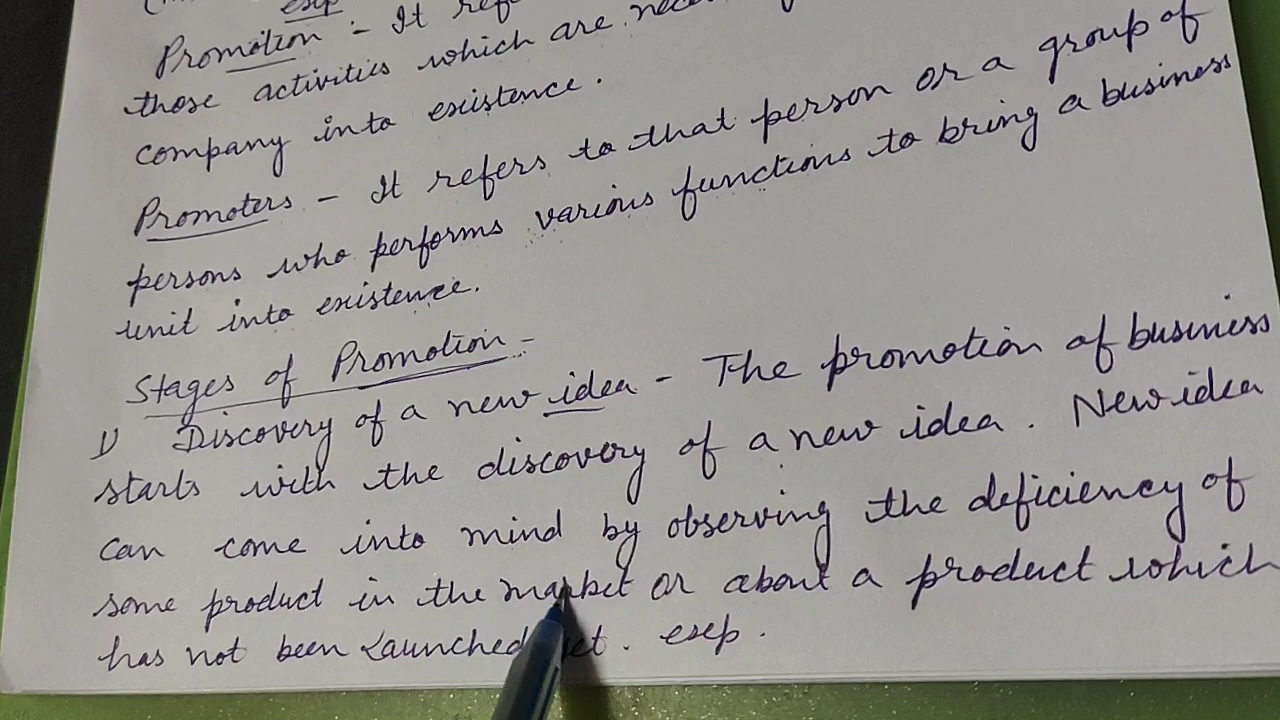 esep
Promotion - It
those activities which are
company into existence.
Promoters - It refers to that person or a group of
persons who performs various functions to bring a business
unit into existence.
Stages of Promotion -
1) Discovery of a new idea - The promotion of business
starts with the discovery of a new idea. New idea
can come into mind by observing the deficiency of
some product in the market or about a product which
has not been Launched yet. esep.